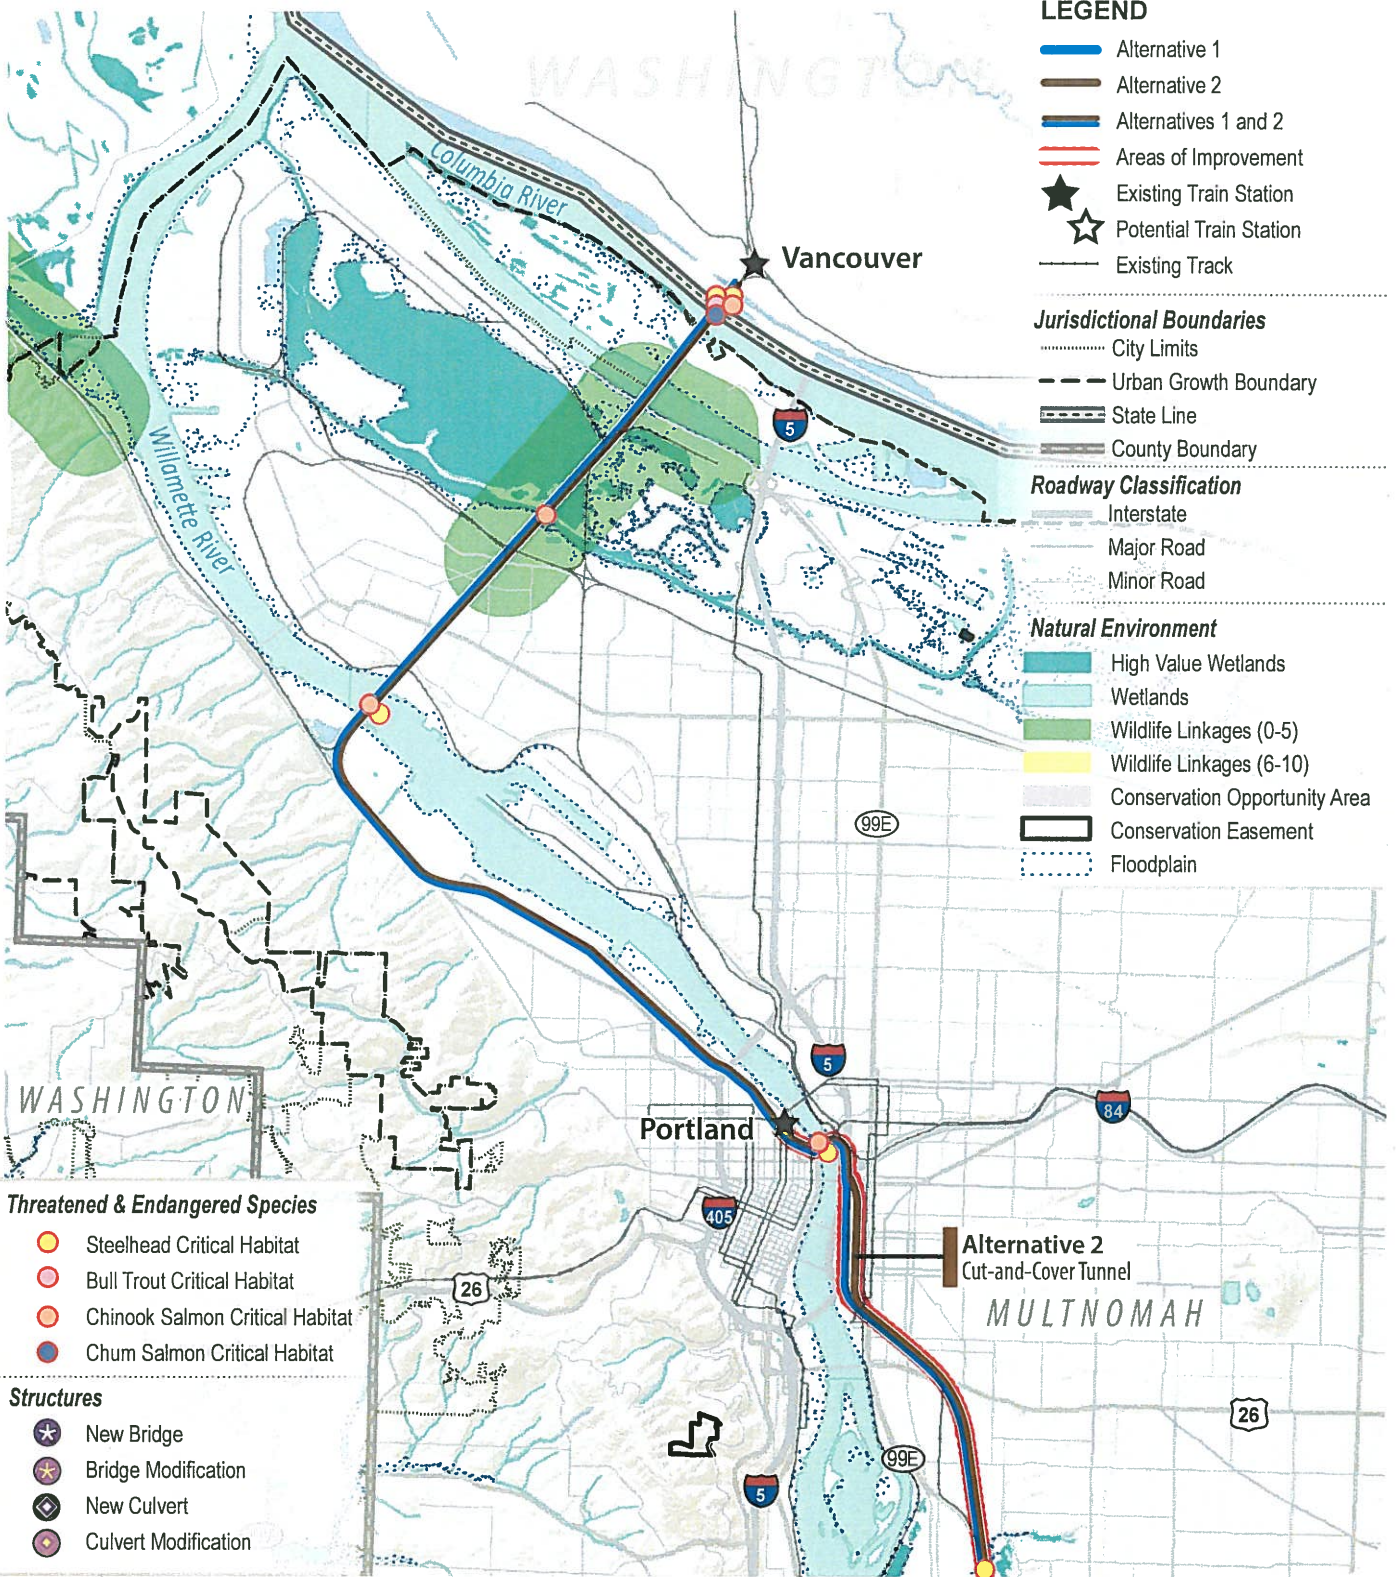 WASHINGTON
LEGEND
Alternative 1
Alternative 2
Alternatives 1 and 2
Areas of Improvement
Existing Train Station
Potential Train Station
Existing Track
Jurisdictional Boundaries
City Limits
Urban Growth Boundary
State Line
County Boundary
Roadway Classification
Interstate
Major Road
Minor Road
Natural Environment
High Value Wetlands
Wetlands
Wildlife Linkages (0-5)
Wildlife Linkages (6-10)
Conservation Opportunity Area
Conservation Easement
Floodplain
Columbia River
Vancouver
5
Willamette River
99E
5
84
WASHINGTON
Portland
405
26
Alternative 2
Cut-and-Cover Tunnel
MULTNOMAH
26
99E
5
Threatened & Endangered Species
Steelhead Critical Habitat
Bull Trout Critical Habitat
Chinook Salmon Critical Habitat
Chum Salmon Critical Habitat
Structures
New Bridge
Bridge Modification
New Culvert
Culvert Modification